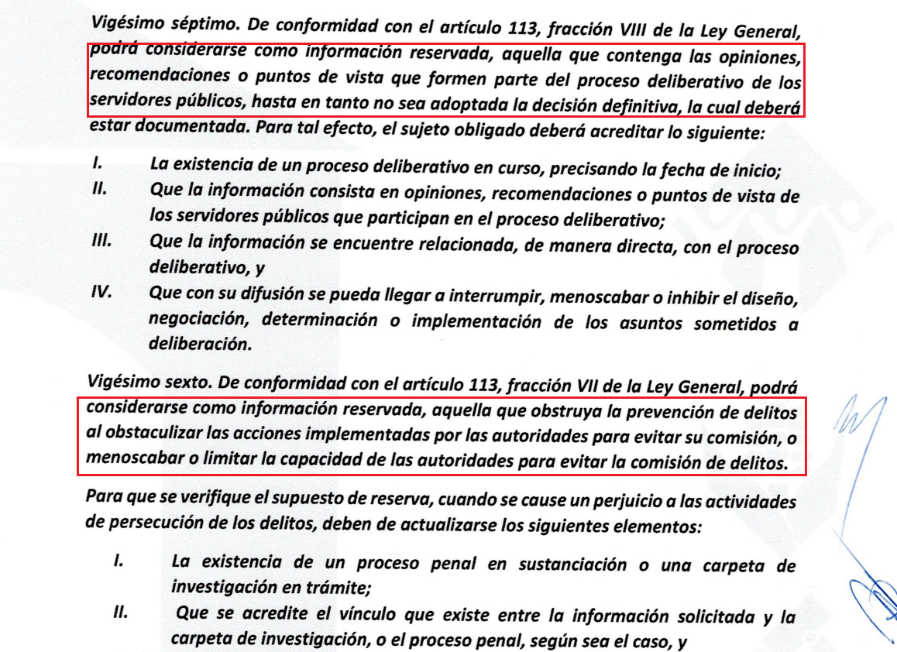 Vigésimo séptimo. De conformidad con el artículo 113, fracción VIII de la Ley General,
podrá considerarse como información reservada, aquella que contenga las opiniones,
recomendaciones o puntos de vista que formen parte del proceso deliberativo de los
servidores públicos, hasta en tanto no sea adoptada la decisión definitiva, la cual deberá
estar documentada. Para tal efecto, el sujeto obligado deberá acreditar lo siguiente:
I. La existencia de un proceso deliberativo en curso, precisando la fecha de inicio;
II. Que la información consista en opiniones, recomendaciones o puntos de vista de
los servidores públicos que participan en el proceso deliberativo;
III. Que la información se encuentre relacionada, de manera directa, con el proceso
deliberativo, y
IV. Que con su difusión se pueda llegar a interrumpir, menoscabar o inhibir el diseño,
negociación, determinación o implementación de los asuntos sometidos a
deliberación.
Vigésimo sexto. De conformidad con el artículo 113, fracción VII de la Ley General, podrá
considerarse como información reservada, aquella que obstruya la prevención de delitos
al obstaculizar las acciones implementadas por las autoridades para evitar su comisión, o
menoscabar o limitar la capacidad de las autoridades para evitar la comisión de delitos.
Para que se verifique el supuesto de reserva, cuando se cause un perjuicio a las actividades
de persecución de los delitos, deben de actualizarse los siguientes elementos:
I. La existencia de un proceso penal en sustanciación o una carpeta de
investigación en trámite;
II. Que se acredite el vínculo que existe entre la información solicitada y la
carpeta de investigación, o el proceso penal, según sea el caso, y